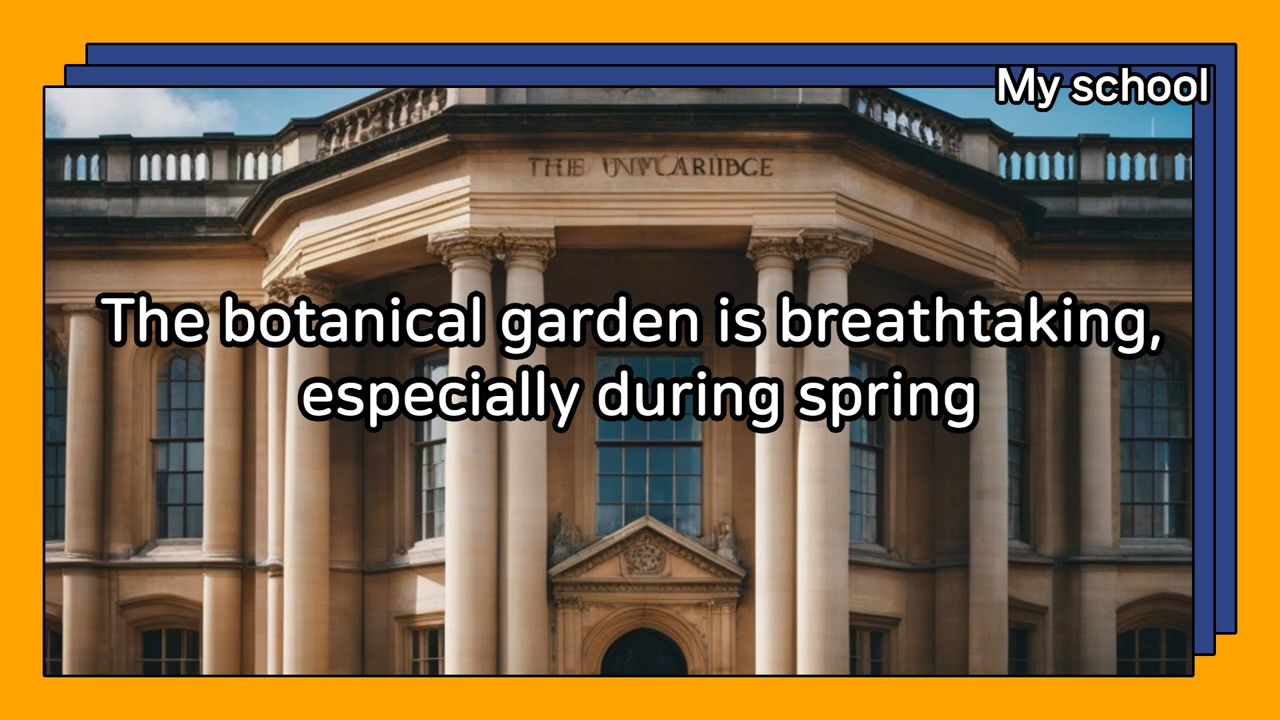 My school
THE
The botanical garden is breathtaking,
especially during spring